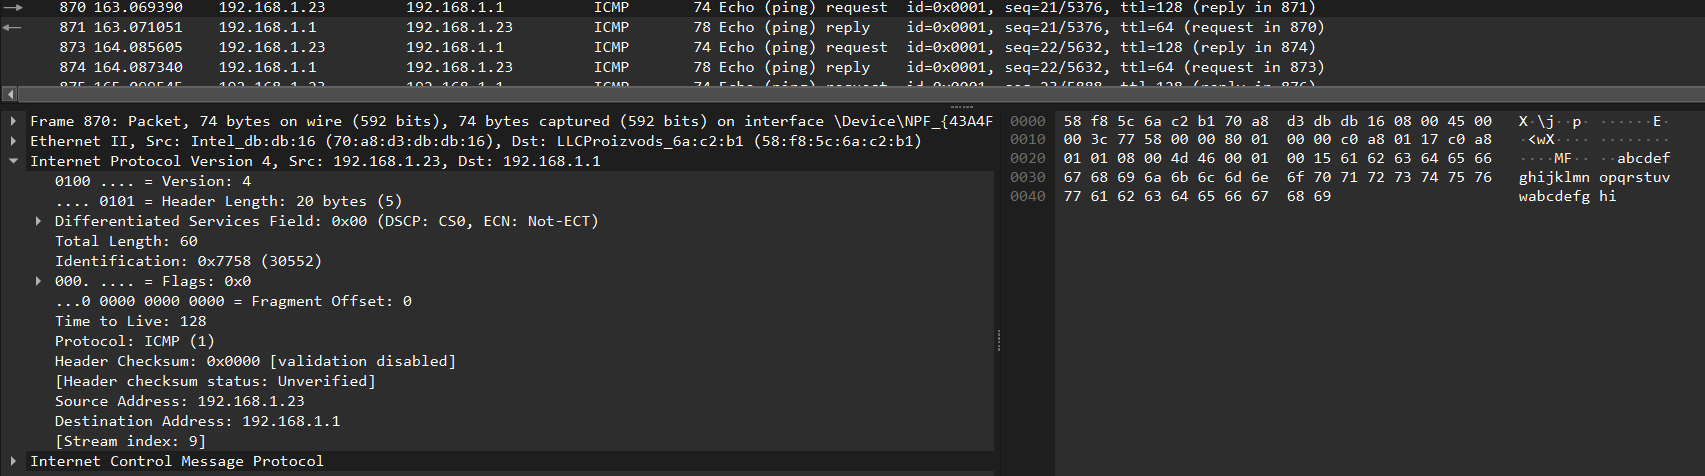 870 163.069390 192.168.1.23 192.168.1.1 ICMP 74 Echo (ping) request id=0x0001, seq=21/5376, ttl=128 (reply in 871)
871 163.071051 192.168.1.1 192.168.1.23 ICMP 78 Echo (ping) reply id=0x0001, seq=21/5376, ttl=64 (request in 870)
873 164.085605 192.168.1.23 192.168.1.1 ICMP 74 Echo (ping) request id=0x0001, seq=22/5632, ttl=128 (reply in 874)
874 164.087340 192.168.1.1 192.168.1.23 ICMP 78 Echo (ping) reply id=0x0001, seq=22/5632, ttl=64 (request in 873)
Frame 870: Packet, 74 bytes on wire (592 bits), 74 bytes captured (592 bits) on interface \Device\NPF_{43A4F
Ethernet II, Src: Intel_db:db:16 (70:a8:d3:db:db:16), Dst: LLCProizvods_6a:c2:b1 (58:f8:5c:6a:c2:b1)
Internet Protocol Version 4, Src: 192.168.1.23, Dst: 192.168.1.1
0100 .... = Version: 4
.... 0101 = Header Length: 20 bytes (5)
Differentiated Services Field: 0x00 (DSCP: CS0, ECN: Not-ECT)
Total Length: 60
Identification: 0x7758 (30552)
000. .... = Flags: 0x0
...0 0000 0000 0000 = Fragment Offset: 0
Time to Live: 128
Protocol: ICMP (1)
Header Checksum: 0x0000 [validation disabled]
[Header checksum status: Unverified]
Source Address: 192.168.1.23
Destination Address: 192.168.1.1
[Stream index: 9]
Internet Control Message Protocol
0000 58 f8 5c 6a c2 b1 70 a8 d3 db db 16 08 00 45 00 X·\j··p· ······E·
0010 00 3c 77 58 00 00 80 01 00 00 c0 a8 01 17 c0 a8 ·<wX···· ········
0020 01 01 08 00 4d 46 00 01 00 15 61 62 63 64 65 66 ····MF·· ··abcdef
0030 67 68 69 6a 6b 6c 6d 6e 6f 70 71 72 73 74 75 76 ghijklmn opqrstuv
0040 77 61 62 63 64 65 66 67 68 69 wabcdefg hi